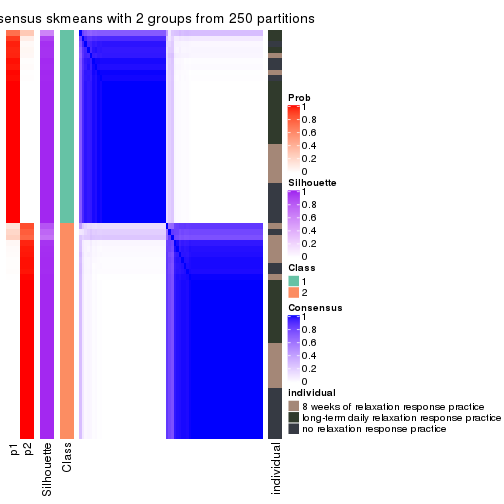 sensus skmeans with 2 groups from 250 partitions
Prob
1
0.8
0.6
0.4
0.2
0
Silhouette
1
0.8
0.6
0.4
0.2
0
Class
1
2
Consensus
1
0.8
0.6
0.4
0.2
0
individual
8 weeks of relaxation response practice
long-term daily relaxation response practice
no relaxation response practice
p1
p2
Silhouette
Class
individual